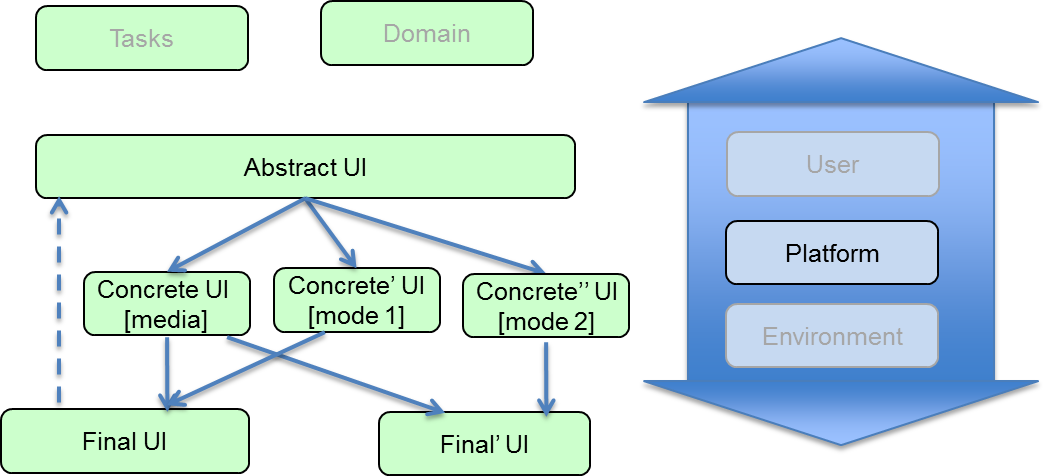 Tasks
Domain
Abstract UI
Concrete UI
[media]
Concrete’ UI
[mode 1]
Concrete’’ UI
[mode 2]
Final UI
Final’ UI
User
Platform
Environment